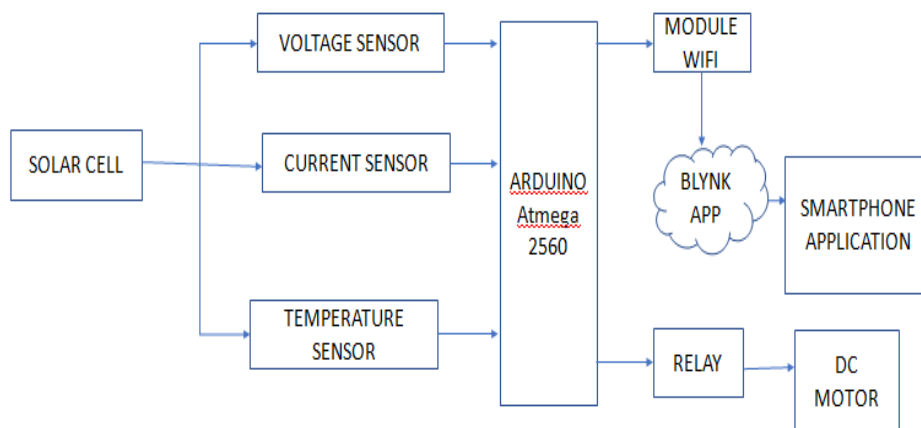 SOLAR CELL
VOLTAGE SENSOR
CURRENT SENSOR
TEMPERATURE
SENSOR
ARDUINO
Atmega
2560
MODULE
WIFI
BLYNK
APP
SMARTPHONE
APPLICATION
RELAY
DC
MOTOR